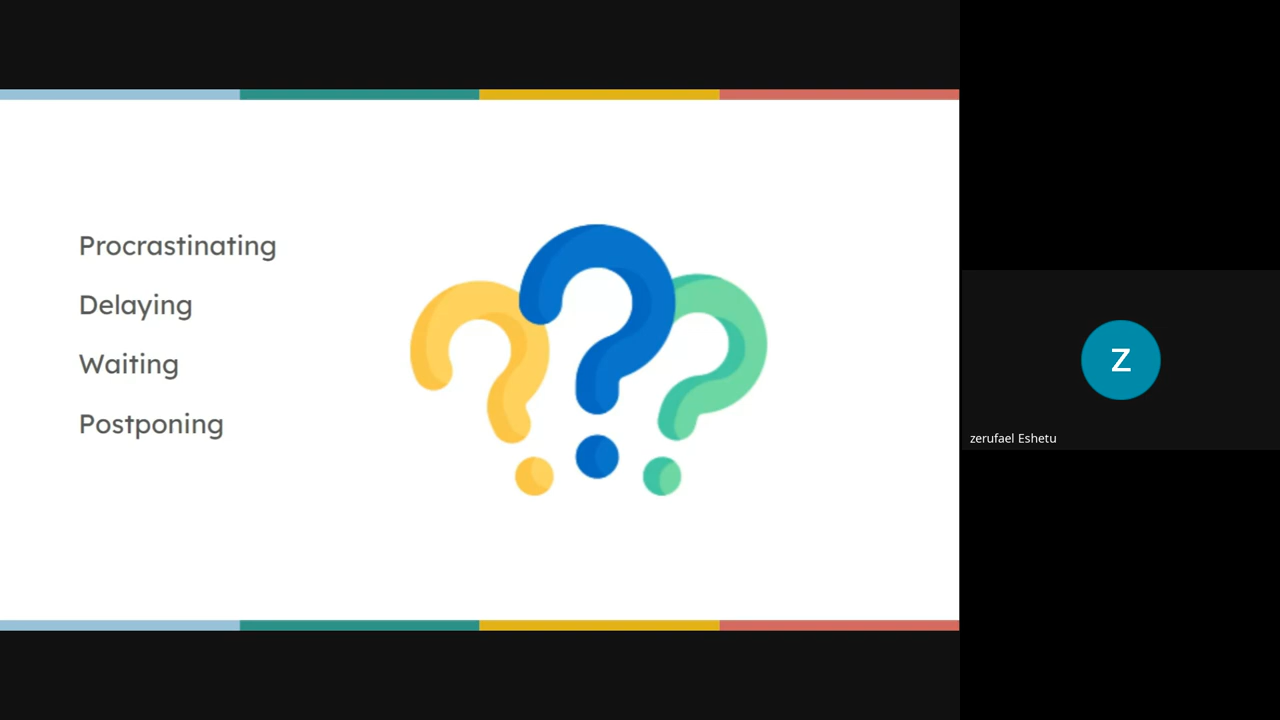 Procrastinating
Delaying
Waiting
Postponing
Z
zerufael Eshetu